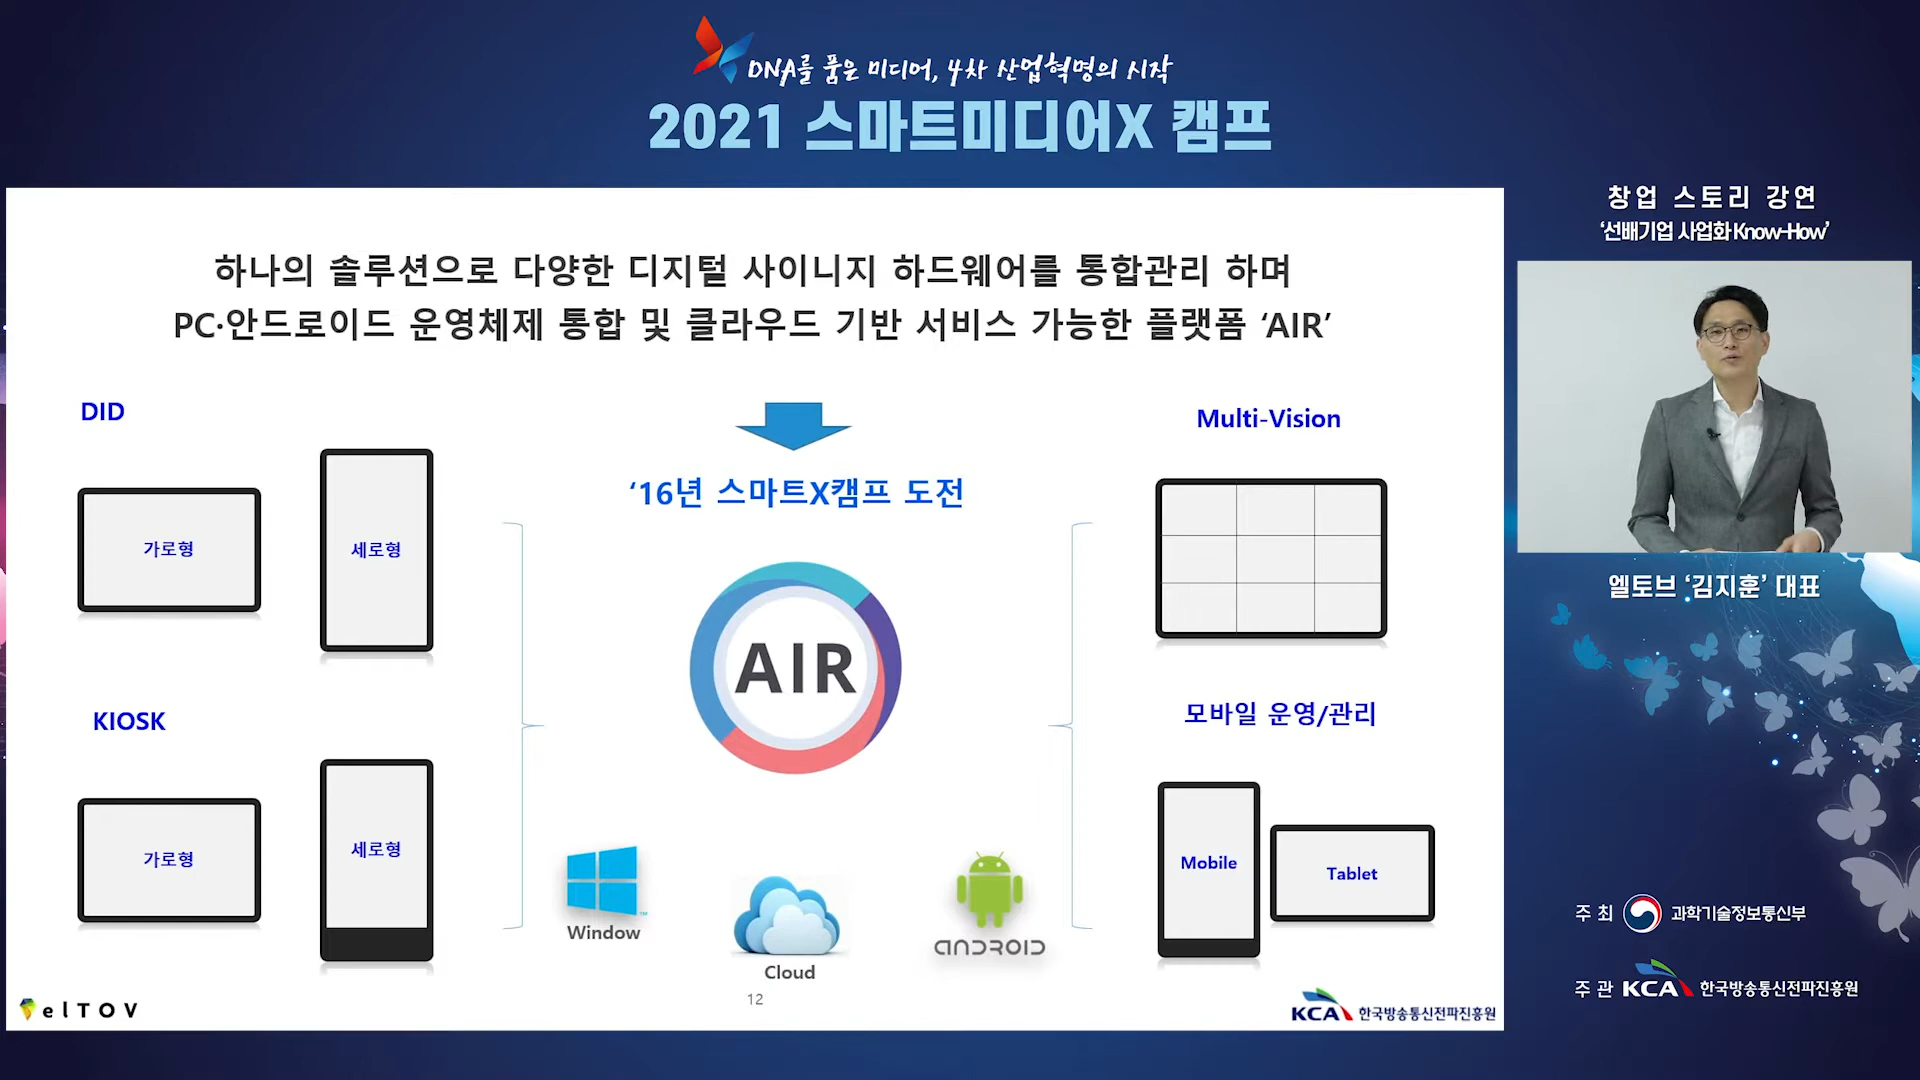 DNA를 품은 미디어, 4차 산업혁명의 시작
2021 스마트미디어X 캠프
창업 스토리 강연
‘선배기업 사업화 Know-How’
하나의 솔루션으로 다양한 디지털 사이니지 하드웨어를 통합관리 하며
PC·안드로이드 운영체제 통합 및 클라우드 기반 서비스 가능한 플랫폼 ‘AIR’
DID
가로형
세로형
KIOSK
가로형
세로형
‘16년 스마트X캠프 도전
AIR
Window
Cloud
ANDROID
Multi-Vision
모바일 운영/관리
Mobile
Tablet
12
elTOV
KCA 한국방송통신전파진흥원
엘토브 ‘김지훈’ 대표
주최 과학기술정보통신부
주관 KCA 한국방송통신전파진흥원